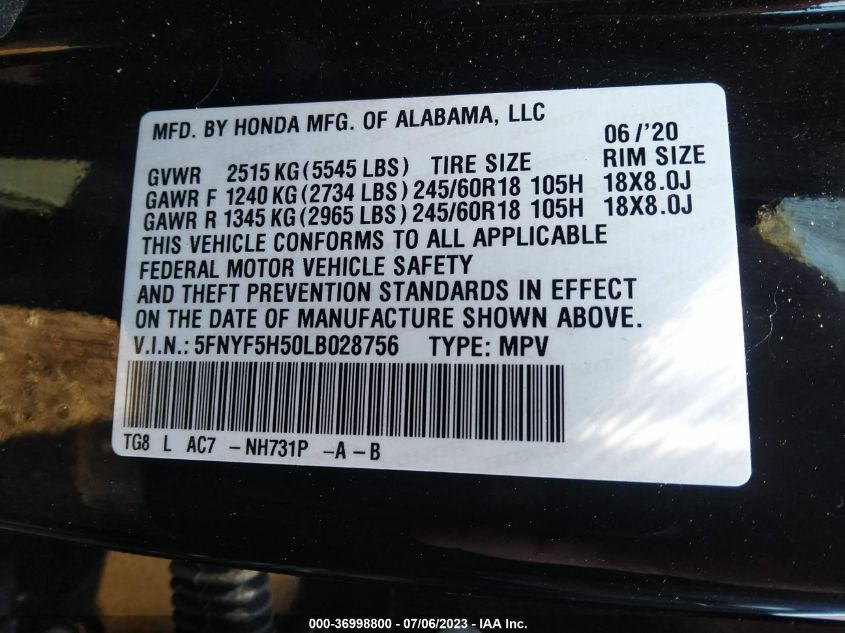 MFD. BY HONDA MFG. OF ALABAMA, LLC 06/'20
GVWR 2515 KG (5545 LBS) TIRE SIZE RIM SIZE
GAWR F 1240 KG (2734 LBS) 245/60R18 105H 18X8.0J
GAWR R 1345 KG (2965 LBS) 245/60R18 105H 18X8.0J
THIS VEHICLE CONFORMS TO ALL APPLICABLE
FEDERAL MOTOR VEHICLE SAFETY
AND THEFT PREVENTION STANDARDS IN EFFECT
ON THE DATE OF MANUFACTURE SHOWN ABOVE.
V.I.N.: 5FNYF5H50LB028756 TYPE: MPV
TG8 L AC7 -NH731P -A-B
000-36998800 / 07/06/2023 - IAA Inc.